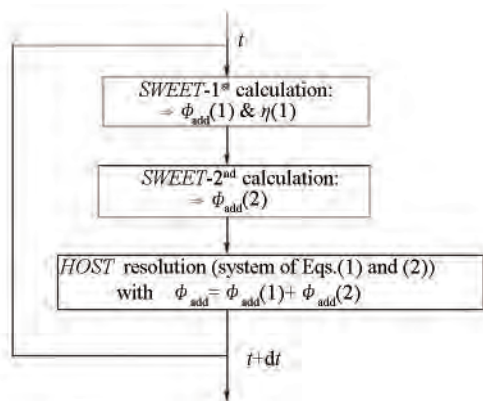 t
SWEET-1st calculation:
⇒ Φadd(1) & η(1)
SWEET-2nd calculation:
⇒ Φadd(2)
HOST resolution (system of Eqs.(1) and (2))
with Φadd= Φadd(1)+ Φadd(2)
t+dt